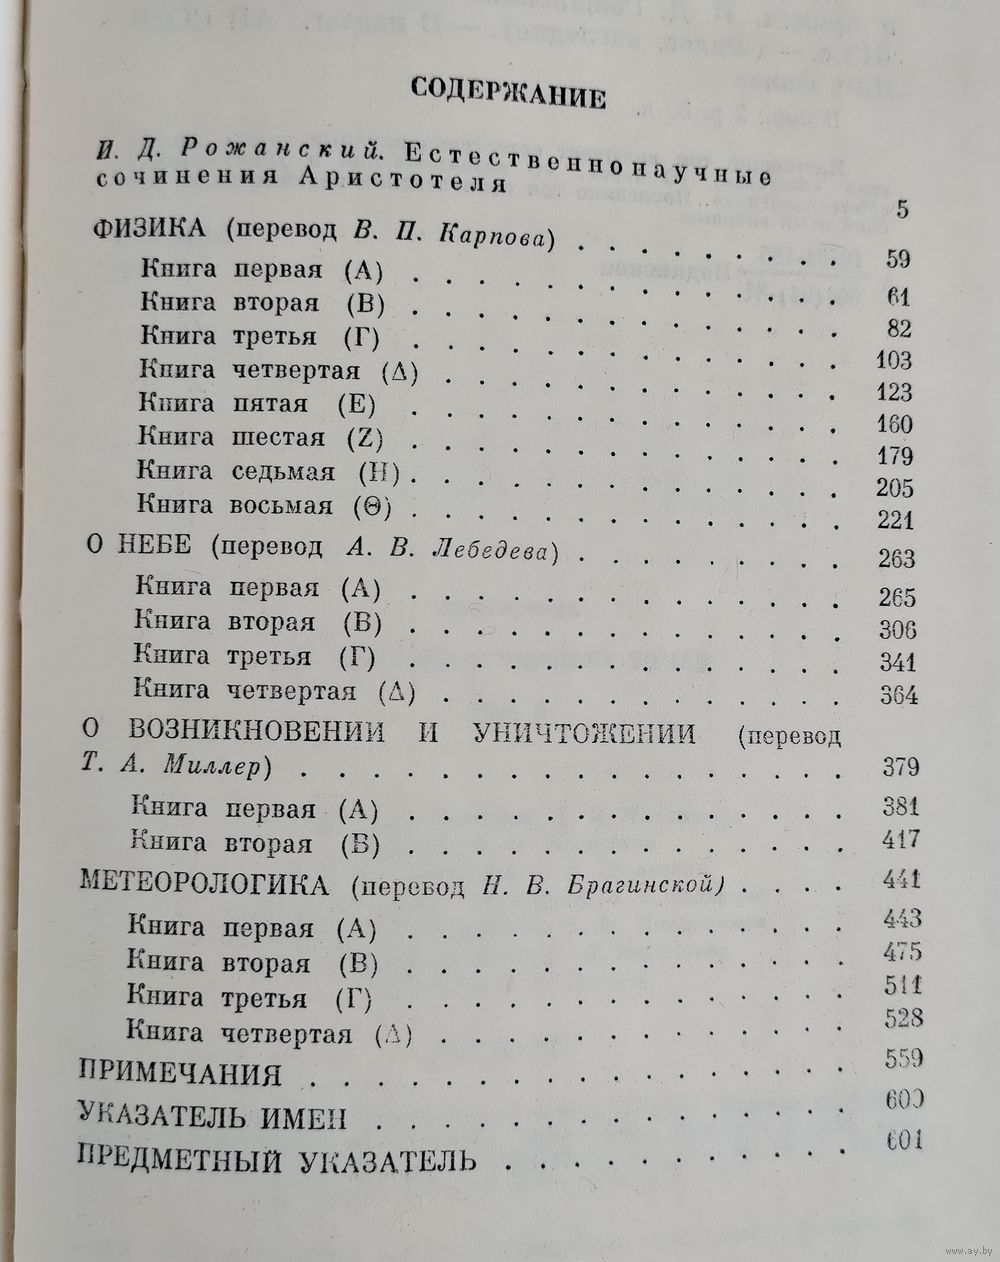 СОДЕРЖАНИЕ
И. Д. Рожанский. Естественнонаучные
сочинения Аристотеля 5
ФИЗИКА (перевод В. П. Карпова) . . . . . . . . 59
Книга первая (А) . . . . . . . . . . . . . 61
Книга вторая (В) . . . . . . . . . . . . . 82
Книга третья (Г) . . . . . . . . . . . . . 103
Книга четвертая (Δ) . . . . . . . . . . . . 123
Книга пятая (Е) . . . . . . . . . . . . . 160
Книга шестая (Z) . . . . . . . . . . . . . 179
Книга седьмая (Н) . . . . . . . . . . . . . 205
Книга восьмая (Θ) . . . . . . . . . . . . . 221
О НЕБЕ (перевод А. В. Лебедева) . . . . . . . . 263
Книга первая (А) . . . . . . . . . . . . . 265
Книга вторая (В) . . . . . . . . . . . . . 306
Книга третья (Г) . . . . . . . . . . . . . 341
Книга четвертая (Δ) . . . . . . . . . . . . 364
О ВОЗНИКНОВЕНИИ И УНИЧТОЖЕНИИ (перевод
Т. А. Миллер) . . . . . . . . . . . . . . 379
Книга первая (А) . . . . . . . . . . . . . 381
Книга вторая (В) . . . . . . . . . . . . . 417
МЕТЕОРОЛОГИКА (перевод Н. В. Брагинской) . . . . 441
Книга первая (А) . . . . . . . . . . . . . 443
Книга вторая (В) . . . . . . . . . . . . . 475
Книга третья (Г) . . . . . . . . . . . . . 511
Книга четвертая (Δ) . . . . . . . . . . . . 528
ПРИМЕЧАНИЯ . . . . . . . . . . . . . . . 559
УКАЗАТЕЛЬ ИМЕН . . . . . . . . . . . . . . 600
ПРЕДМЕТНЫЙ УКАЗАТЕЛЬ . . . . . . . . . . 601
www.ay.by